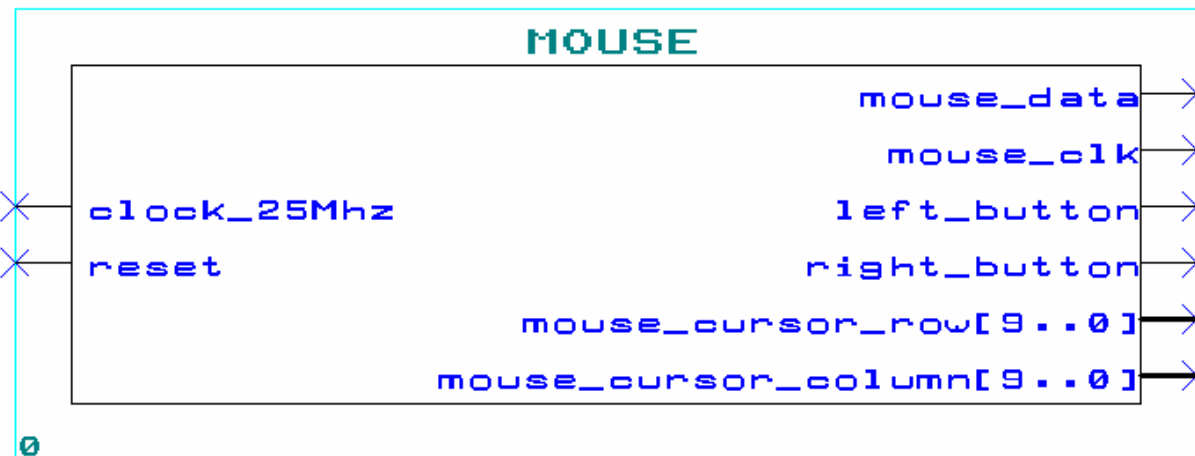 MOUSE
mouse_data
mouse_clk
clock_25Mhz left_button
reset right_button
mouse_cursor_row[9..0]
mouse_cursor_column[9..0]
0